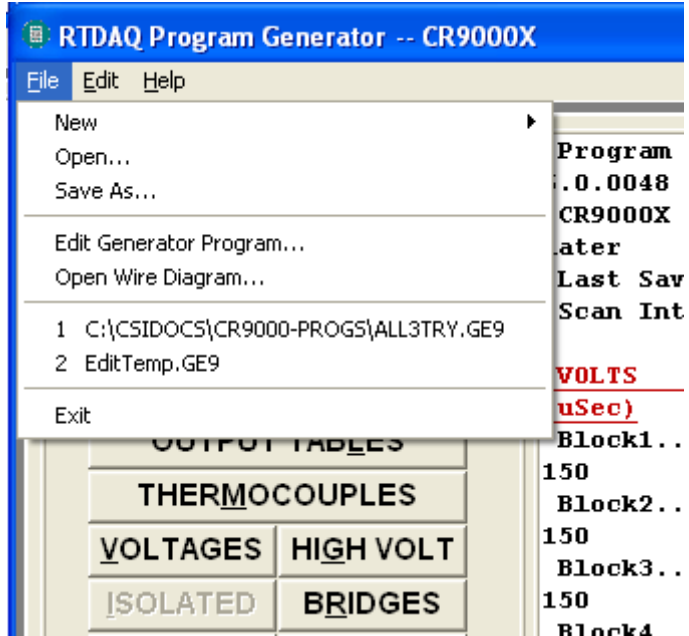 RTDAQ Program Generator -- CR9000X
File Edit Help
New
Open...
Save As...
Edit Generator Program...
Open Wire Diagram...
1 C:\CSIDOCS\CR9000-PROGS\ALL3TRY.GE9
2 EditTemp.GE9
Exit
OUTPUT TABLES
THERMOCOUPLES
VOLTAGES HIGH VOLT
ISOLATED BRIDGES
Program
.0.0048
CR9000X
ater
Last Sav
Scan Int
VOLTS
uSec)
Block1..
150
Block2..
150
Block3..
150
Block4